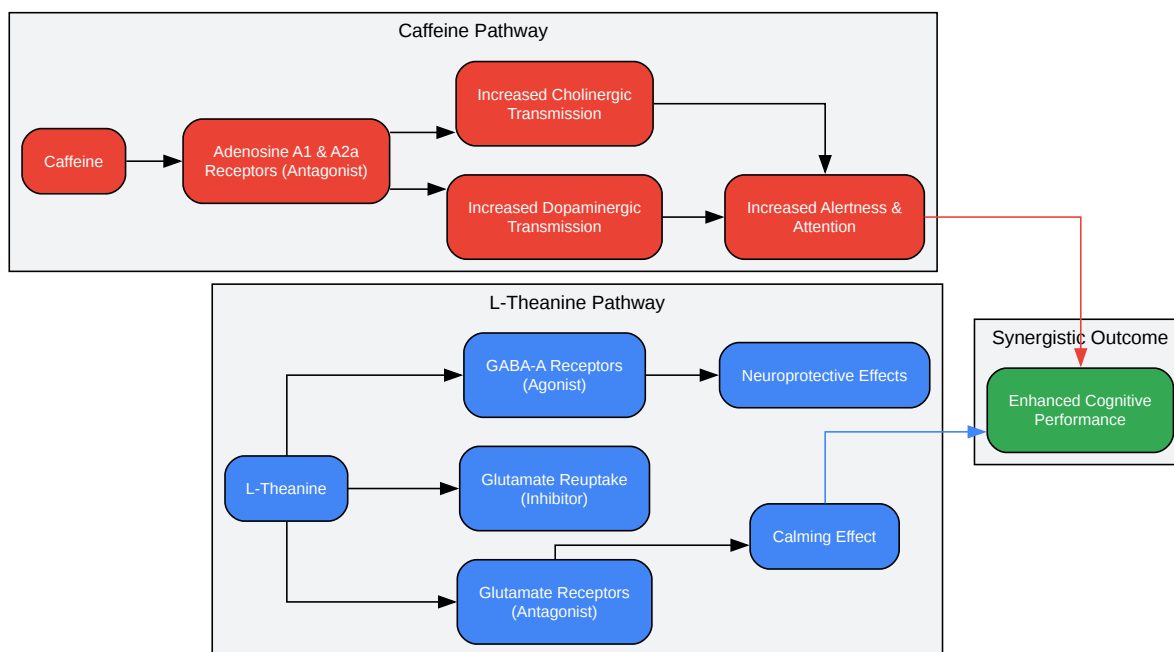 Caffeine Pathway
Increased Cholinergic
Transmission
Caffeine
Adenosine A1 & A2a
Receptors (Antagonist)
Increased Dopaminergic
Transmission
Increased Alertness &
Attention
L-Theanine Pathway
GABA-A Receptors
(Agonist)
Neuroprotective Effects
L-Theanine
Glutamate Reuptake
(Inhibitor)
Calming Effect
Glutamate Receptors
(Antagonist)
Synergistic Outcome
Enhanced Cognitive
Performance